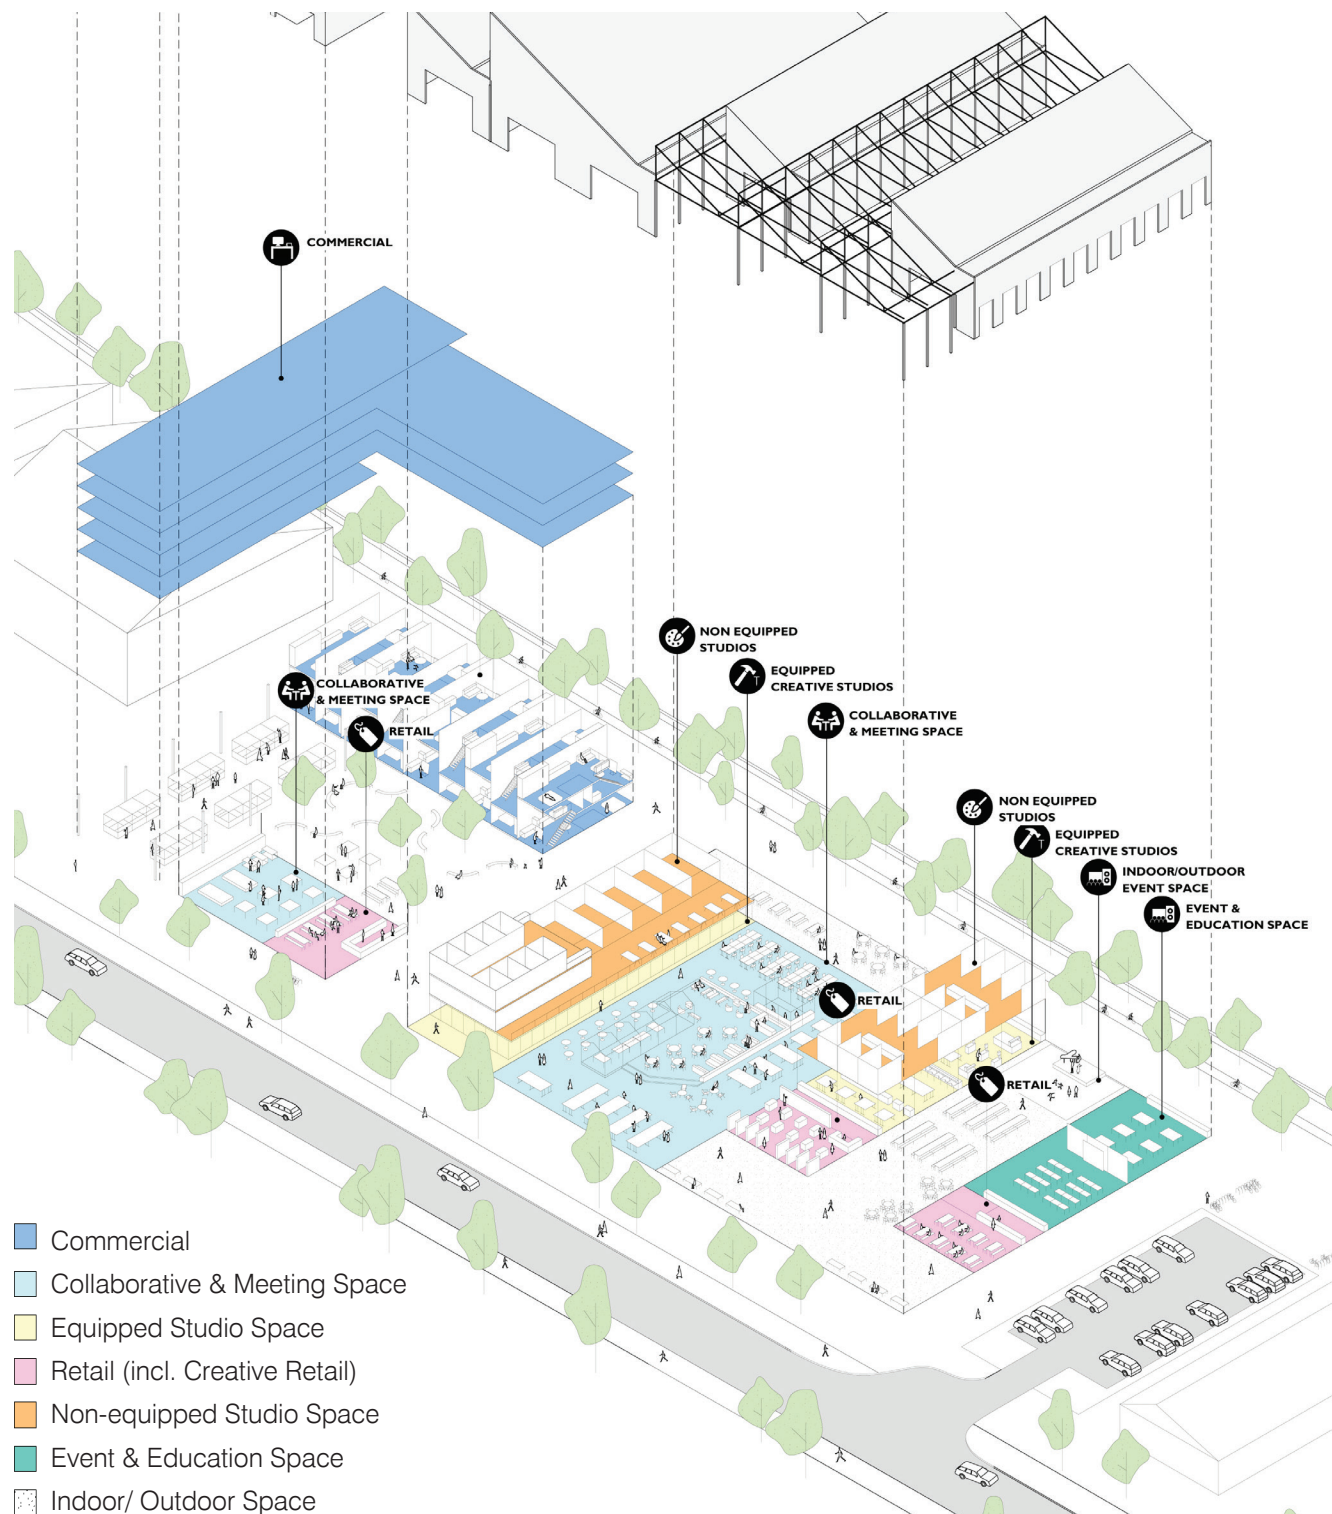 COMMERCIAL
NON EQUIPPED
STUDIOS
EQUIPPED
CREATIVE STUDIOS
COLLABORATIVE
& MEETING SPACE
RETAIL
COLLABORATIVE
& MEETING SPACE
NON EQUIPPED
STUDIOS
EQUIPPED
CREATIVE STUDIOS
INDOOR/OUTDOOR
EVENT SPACE
EVENT &
EDUCATION SPACE
RETAIL
RETAIL
Commercial
Collaborative & Meeting Space
Equipped Studio Space
Retail (incl. Creative Retail)
Non-equipped Studio Space
Event & Education Space
Indoor/ Outdoor Space